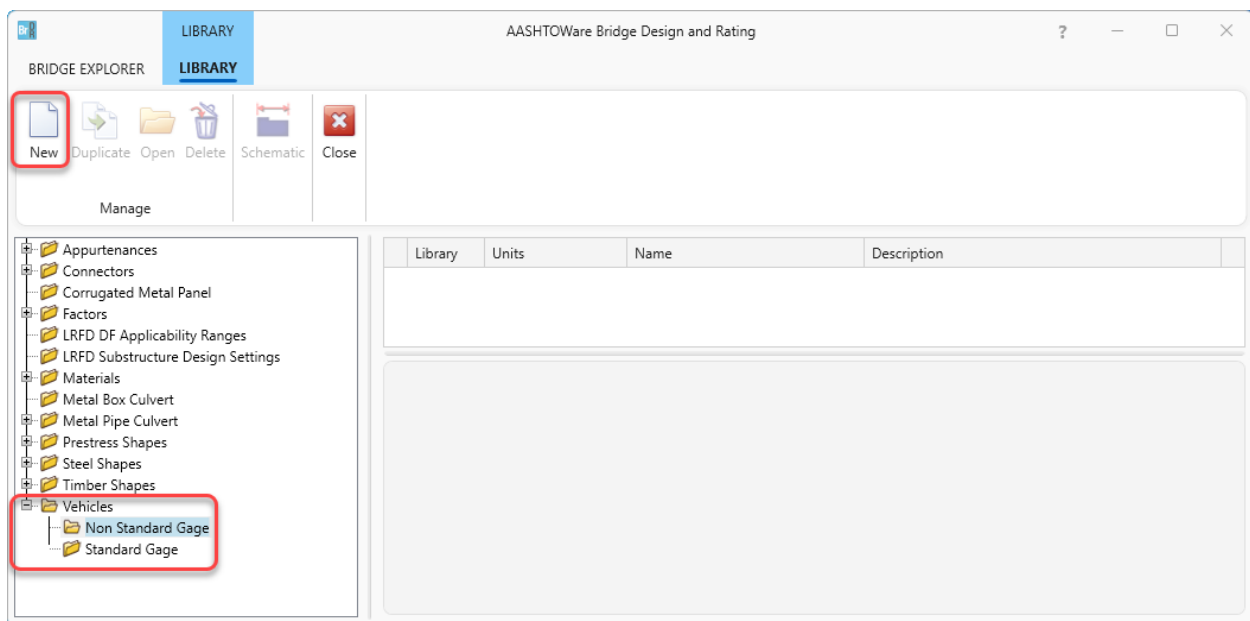 Br
LIBRARY
AASHTOWare Bridge Design and Rating
?
BRIDGE EXPLORER
LIBRARY
New
Duplicate
Open
Delete
Schematic
Close
Manage
Appurtenances
Connectors
Corrugated Metal Panel
Factors
LRFD DF Applicability Ranges
LRFD Substructure Design Settings
Materials
Metal Box Culvert
Metal Pipe Culvert
Prestress Shapes
Steel Shapes
Timber Shapes
Vehicles
Non Standard Gage
Standard Gage
Library Units Name Description